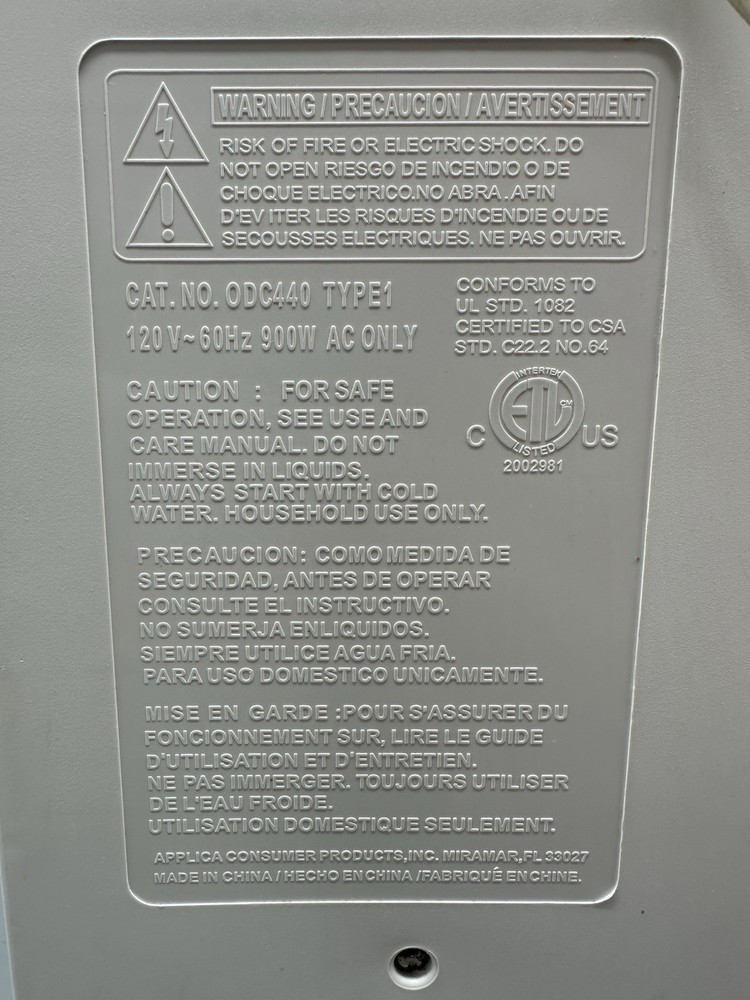 WARNING / PRECAUCION / AVERTISSEMENT
RISK OF FIRE OR ELECTRIC SHOCK. DO
NOT OPEN RIESGO DE INCENDIO O DE
CHOQUE ELECTRICO.NO ABRA. AFIN
D'EV ITER LES RISQUES D'INCENDIE OU DE
SECOUSSES ELECTRIQUES. NE PAS OUVRIR.
CAT. NO. ODC440 TYPE1
120V~60Hz 900W AC ONLY
CONFORMS TO
UL STD. 1082
CERTIFIED TO CSA
STD. C22.2 NO.64
INTERTEK
ETL CM
LISTED
C US
2002981
CAUTION : FOR SAFE
OPERATION, SEE USE AND
CARE MANUAL. DO NOT
IMMERSE IN LIQUIDS.
ALWAYS START WITH COLD
WATER. HOUSEHOLD USE ONLY.
PRECAUCION: COMO MEDIDA DE
SEGURIDAD, ANTES DE OPERAR
CONSULTE EL INSTRUCTIVO.
NO SUMERJA ENLIQUIDOS.
SIEMPRE UTILICE AGUA FRIA.
PARA USO DOMESTICO UNICAMENTE.
MISE EN GARDE :POUR S'ASSURER DU
FONCIONNEMENT SUR, LIRE LE GUIDE
D'UTILISATION ET D'ENTRETIEN.
NE PAS IMMERGER. TOUJOURS UTILISER
DE L'EAU FROIDE.
UTILISATION DOMESTIQUE SEULEMENT.
APPLICA CONSUMER PRODUCTS,INC. MIRAMAR,FL 33027
MADE IN CHINA / HECHO EN CHINA /FABRIQUÉ EN CHINE.